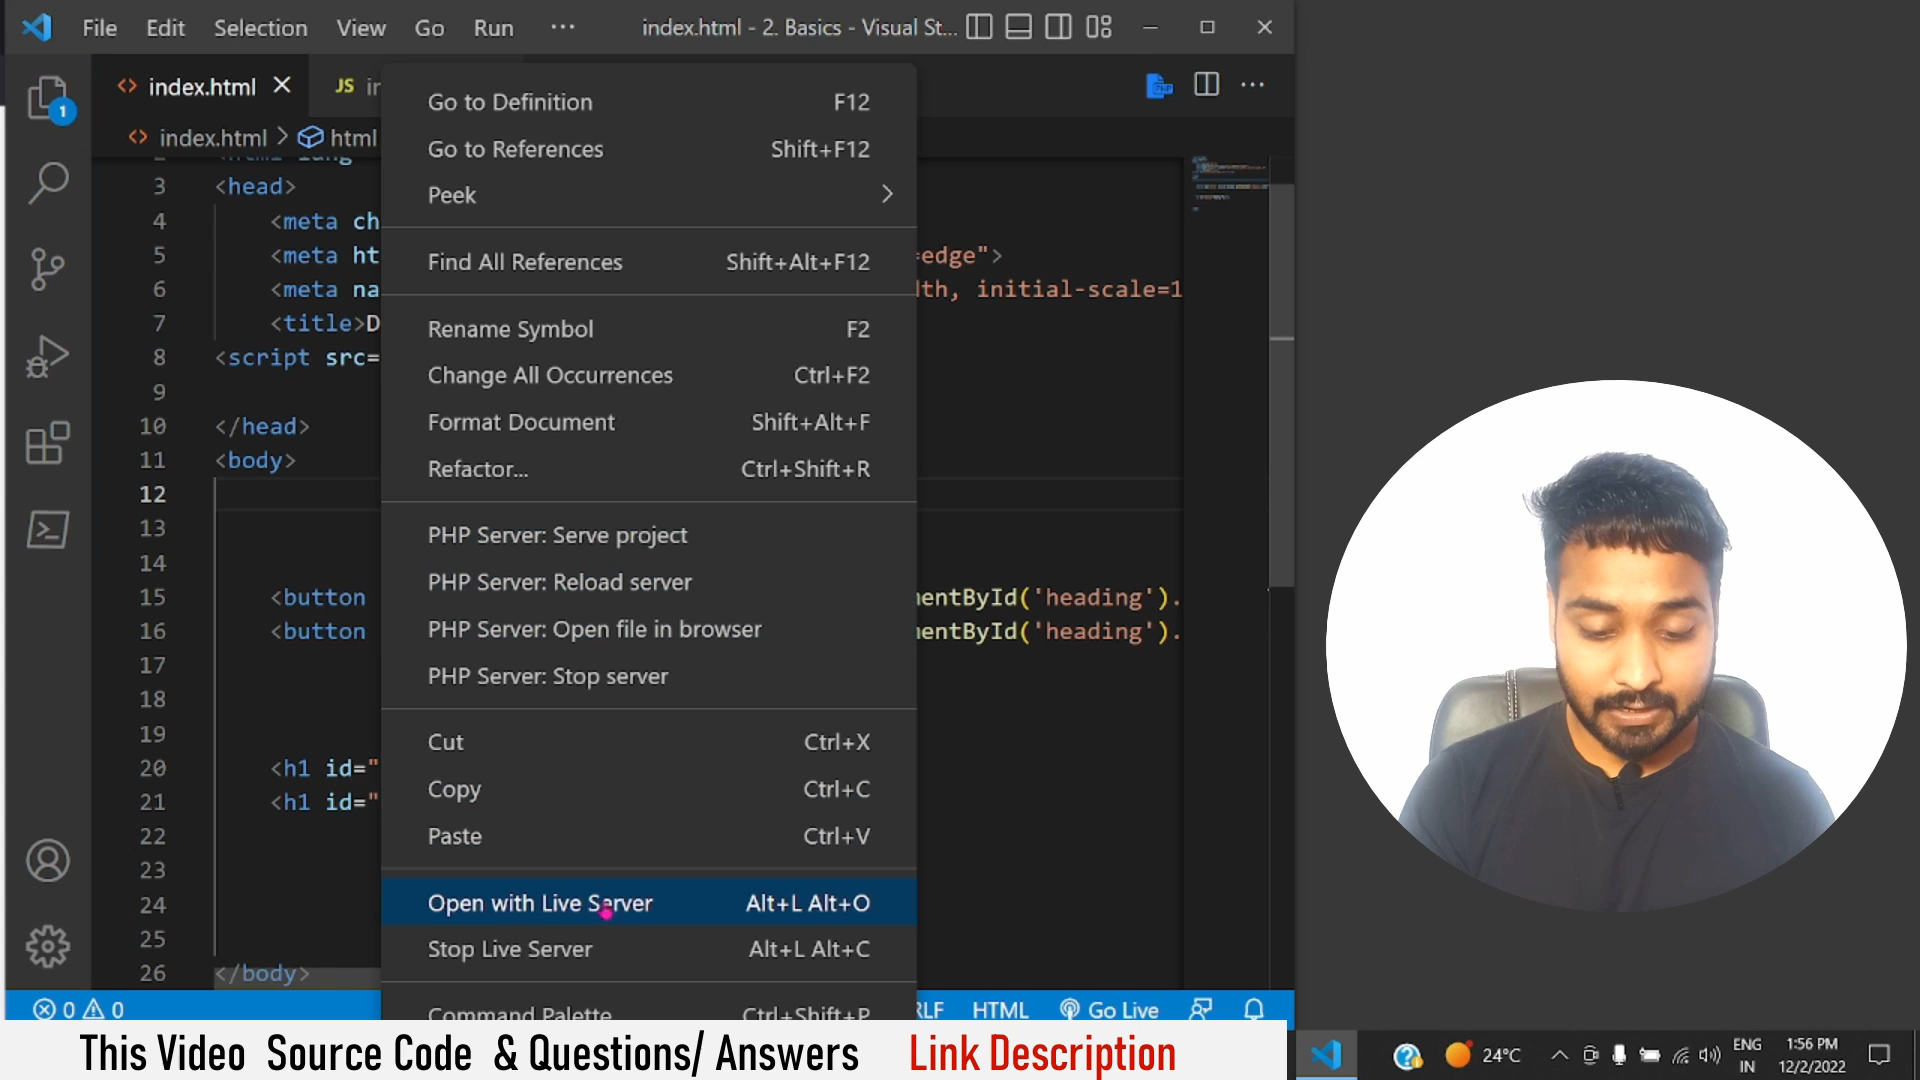 File Edit Selection View Go Run ··· index.html - 2. Basics - Visual St...
index.html JS
index.html > html
Go to Definition F12
Go to References Shift+F12
Peek
Find All References Shift+Alt+F12
Rename Symbol F2
Change All Occurrences Ctrl+F2
Format Document Shift+Alt+F
Refactor... Ctrl+Shift+R
PHP Server: Serve project
PHP Server: Reload server
PHP Server: Open file in browser
PHP Server: Stop server
Cut Ctrl+X
Copy Ctrl+C
Paste Ctrl+V
Open with Live Server Alt+L Alt+O
Stop Live Server Alt+L Alt+C
Command Palette Ctrl+Shift+P
3 <head>
4 <meta ch
5 <meta ht edge">
6 <meta na initial-scale=1
7 <title>D
8 <script src=
9
10 </head>
11 <body>
12
13
14
15 <button mentById('heading').
16 <button mentById('heading').
17
18
19
20 <h1 id="
21 <h1 id="
22
23
24
25
26 </body>
1
0 0 HTML Go Live
This Video Source Code & Questions/ Answers Link Description
24°C ENG IN 1:56 PM 12/2/2022